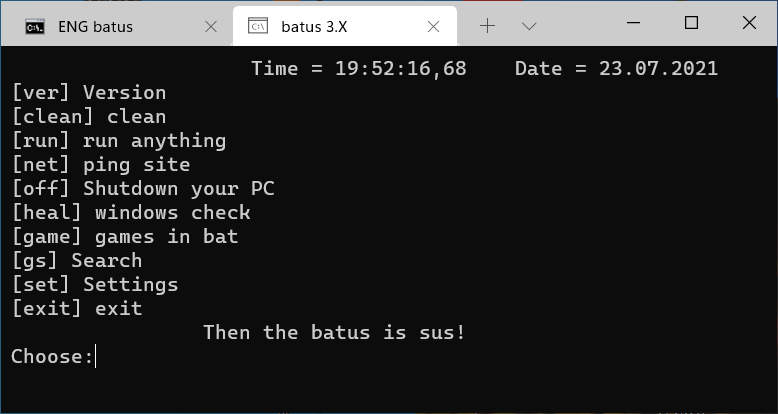 ENG batus
batus 3.X
Time = 19:52:16,68    Date = 23.07.2021
[ver] Version
[clean] clean
[run] run anything
[net] ping site
[off] Shutdown your PC
[heal] windows check
[game] games in bat
[gs] Search
[set] Settings
[exit] exit
Then the batus is sus!
Choose: